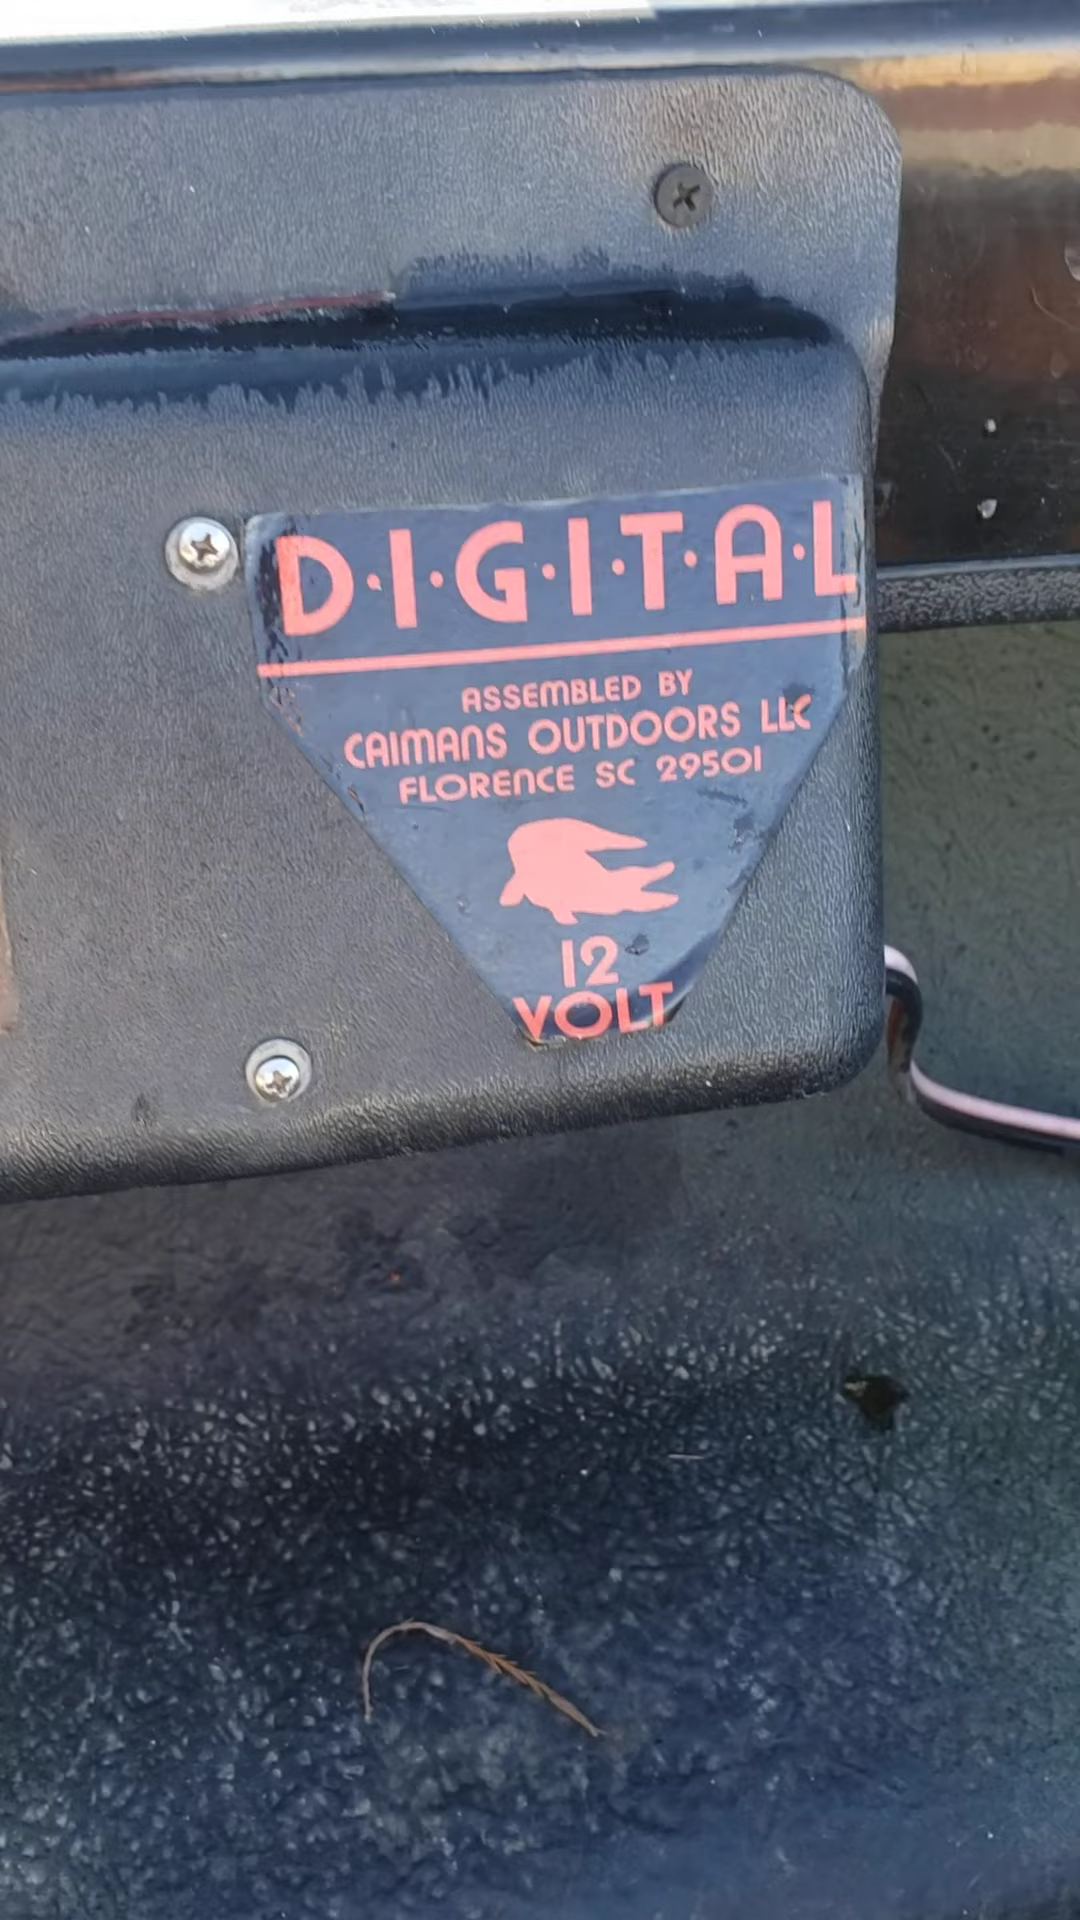 D·I·G·I·T·A·L
ASSEMBLED BY
CAIMANS OUTDOORS LLC
FLORENCE SC 29501
12
VOLT